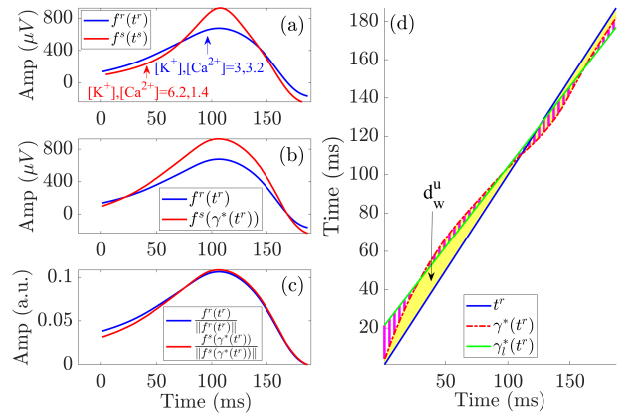 (a)
f^r(t^r)
f^s(t^s)
Amp (μV)
800
400
0
[K^+],[Ca^2+]=3,3.2
[K^+],[Ca^2+]=6.2,1.4
0 50 100 150
Time (ms)
(b)
Amp (μV)
800
400
0
f^r(t^r)
f^s(γ*(t^r))
0 50 100 150
(c)
Amp (a.u.)
0.1
0.05
0
f^r(t^r)
||f^r(t^r)||
f^s(γ*(t^r))
||f^s(γ*(t^r))||
0 50 100 150
Time (ms)
(d)
Time (ms)
180
160
140
120
100
80
60
40
20
d_w^u
t^r
γ*(t^r)
γ_l^*(t^r)
0 50 100 150
Time (ms)